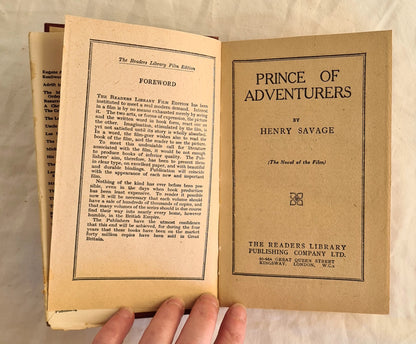 The Readers Library Film Edition
FOREWORD
THE READERS LIBRARY FILM EDITION has been
instituted to meet a real modern demand. Interest
in a film is by no means exhausted merely by seeing
it. The two arts, or forms of expression, the picture
and the written word in book form, react one on
the other. Imagination, stimulated by the film, is
yet not satisfied until its story is wholly absorbed.
In a word, the film-goer wishes also to read the
book of the film, and the reader to see the picture.
To meet this undeniable call for literature
associated with the film, it would be not enough
to produce books of inferior quality. The Pub-
lishers' aim, therefore, has been to present them
in clear type, on excellent paper, and with beautiful
and durable bindings. Publication will coincide
with the appearance of each new and important
film.
Nothing of the kind has ever before been pos-
sible, even in the days when book production
has been least expensive. To render it possible
now it will be necessary that each volume should
have a sale of hundreds of thousands of copies, and
that many volumes of the series should in due course
find their way into nearly every home, however
humble, in the British Empire.
The Publishers have the utmost confidence
that this end will be achieved, for during the four
years that these books have been on the market
forty million copies have been sold in Great
Britain.
PRINCE OF
ADVENTURERS
BY
HENRY SAVAGE
(The Novel of the Film)
THE READERS LIBRARY
PUBLISHING COMPANY LTD.
GREAT QUEEN STREET
KINGSWAY, LONDON, W.C.2